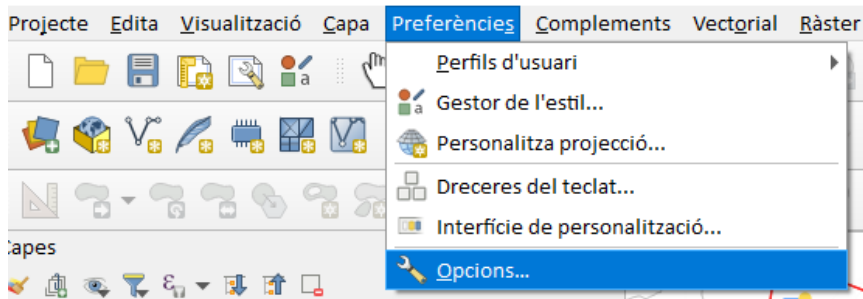 Projecte Edita Visualització Capa Preferències Complements Vectorial Ràster
Perfils d'usuari
a
Gestor de l'estil...
a
Personalitza projecció...
Dreceres del teclat...
Interfície de personalització...
Capes
Opcions...
ε